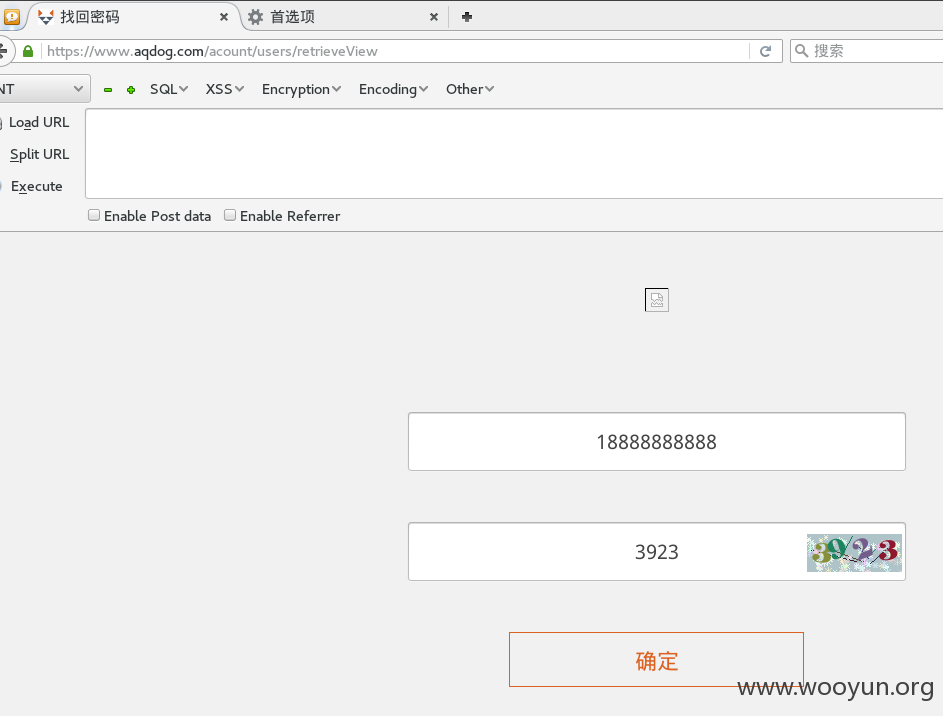 找回密码
首选项
https://www.aqdog.com/acount/users/retrieveView
搜索
NT
SQL
XSS
Encryption
Encoding
Other
Load URL
Split URL
Execute
Enable Post data
Enable Referrer
18888888888
3923
3923
确定
www.wooyun.org